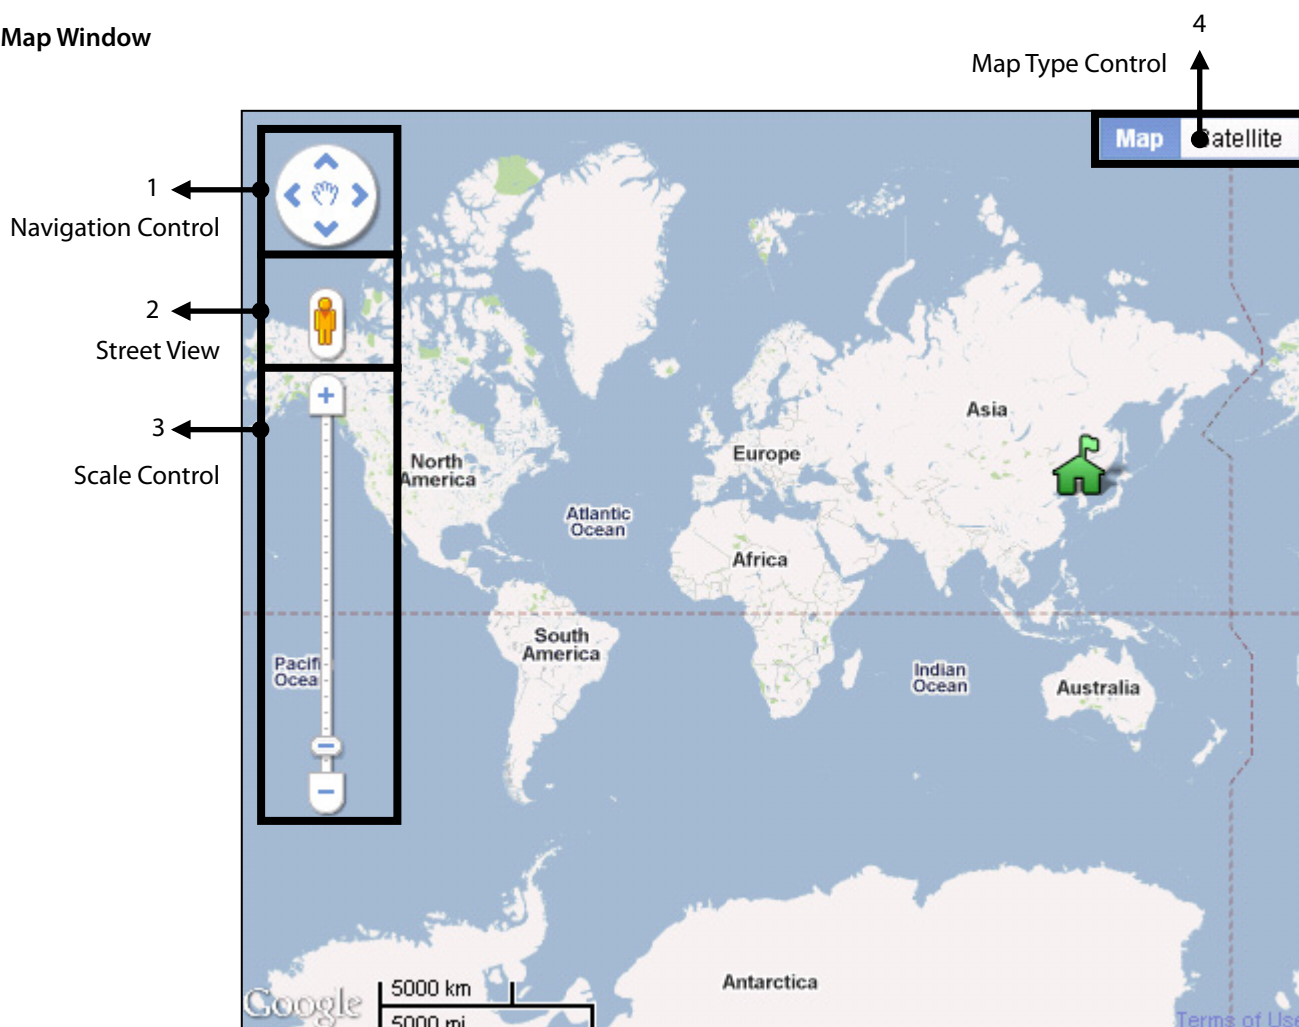 Map Window
4
Map Type Control
Map
Satellite
1
Navigation Control
2
Street View
3
Scale Control
Asia
Europe
North
America
Atlantic
Ocean
Africa
South
America
Pacifi
Ocea
Indian
Ocean
Australia
Antarctica
Google
5000 km
5000 mi
Terms of Use